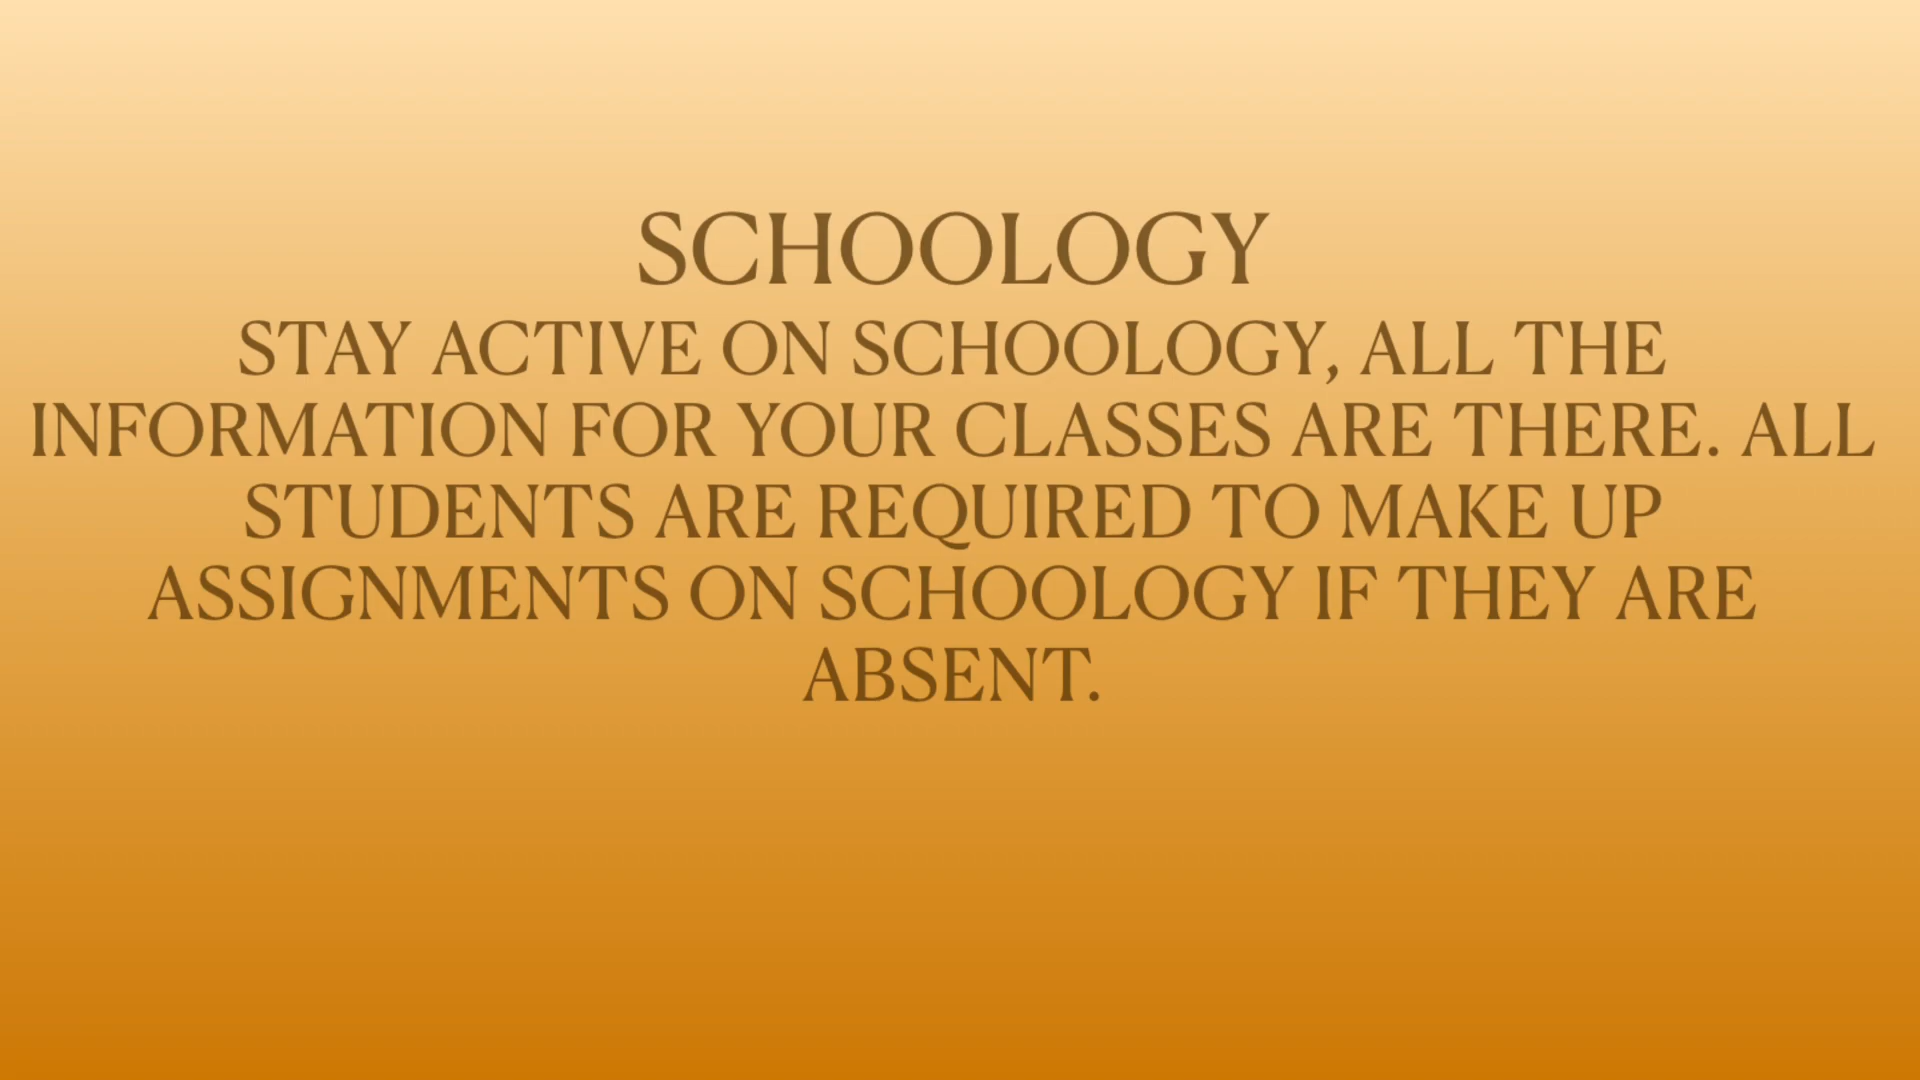 SCHOOLOGY
STAY ACTIVE ON SCHOOLOGY, ALL THE
INFORMATION FOR YOUR CLASSES ARE THERE. ALL
STUDENTS ARE REQUIRED TO MAKE UP
ASSIGNMENTS ON SCHOOLOGY IF THEY ARE
ABSENT.